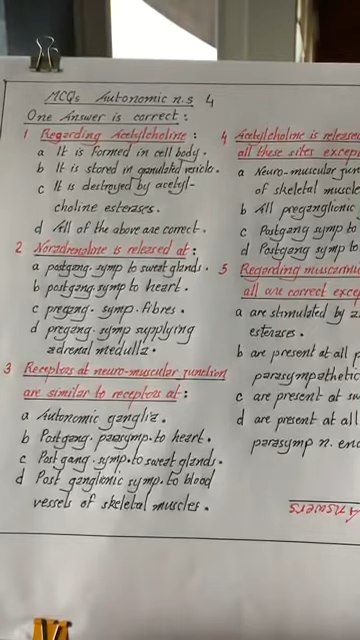 MCQs Autonomic n.s 4
One Answer is correct:
1 Regarding Acetylcholine:
a It is formed in cell body.
b It is stored in granulated vesicle.
c It is destroyed by acetyl-
choline esterases.
d All of the above are correct.
2 Noradrenaline is released at:
a postgang. symp to sweat glands.
b postgang. symp to heart.
c pregang. symp. fibres.
d pregang. symp supplying
adrenal medulla.
3 Receptors at neuro-muscular junction
are similar to receptors at:
a Autonomic ganglia.
b Postgang. parasymp. to heart.
c Post gang. symp. to sweat glands.
d Post ganglionic symp. to blood
vessels of skeletal muscles.
4 Acetylcholine is released
all these sites except
a Neuro-muscular
of skeletal muscle
b All preganglionic
c Postgang symp to
d Postgang symp to
5 Regarding
all are correct
a are stimulated by
esterases.
b are present at all
parasympathetic
c are present at
d are present at all
parasymp n.
Answers